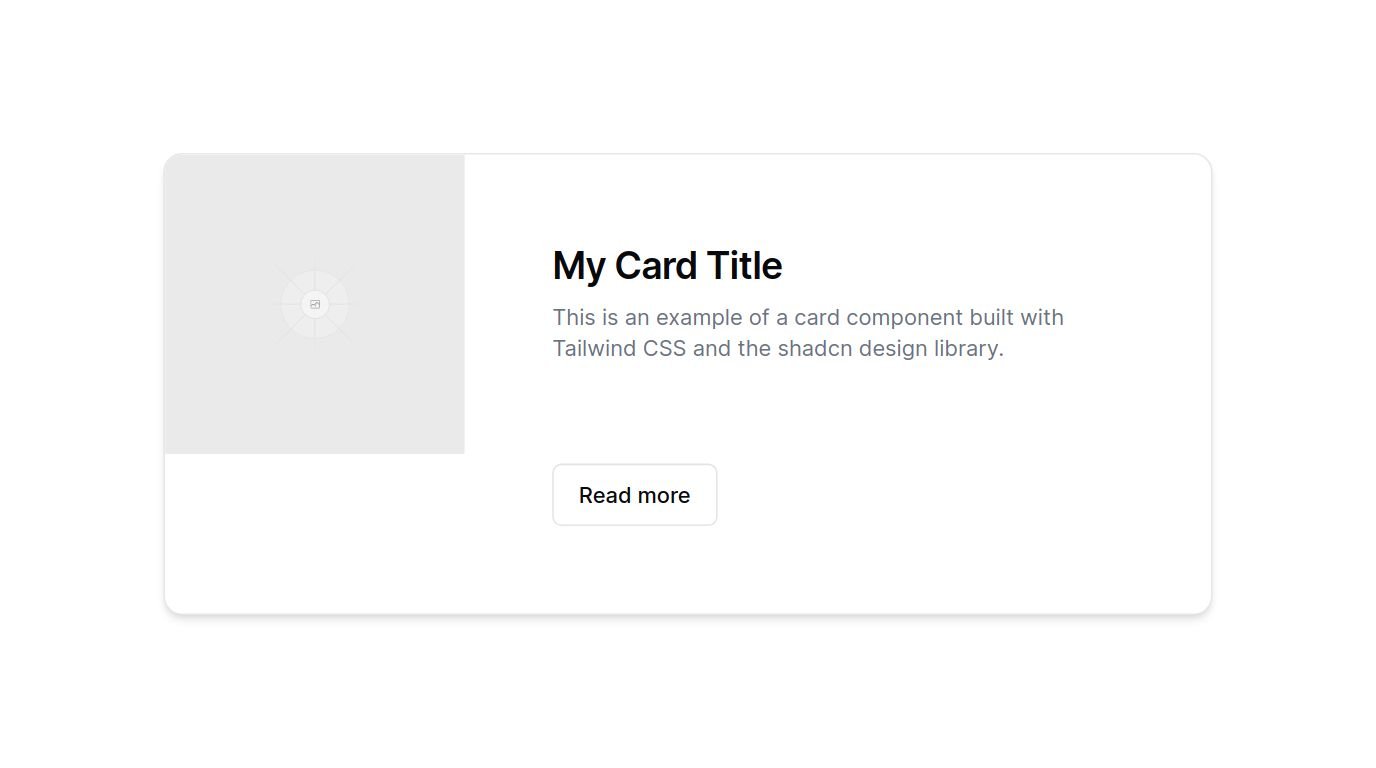 My Card Title
This is an example of a card component built with
Tailwind CSS and the shadcn design library.
Read more